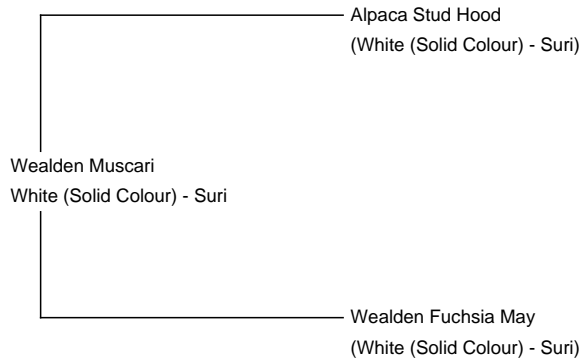 Alpaca Stud Hood
(White (Solid Colour) - Suri)
Wealden Muscari
White (Solid Colour) - Suri
Wealden Fuchsia May
(White (Solid Colour) - Suri)